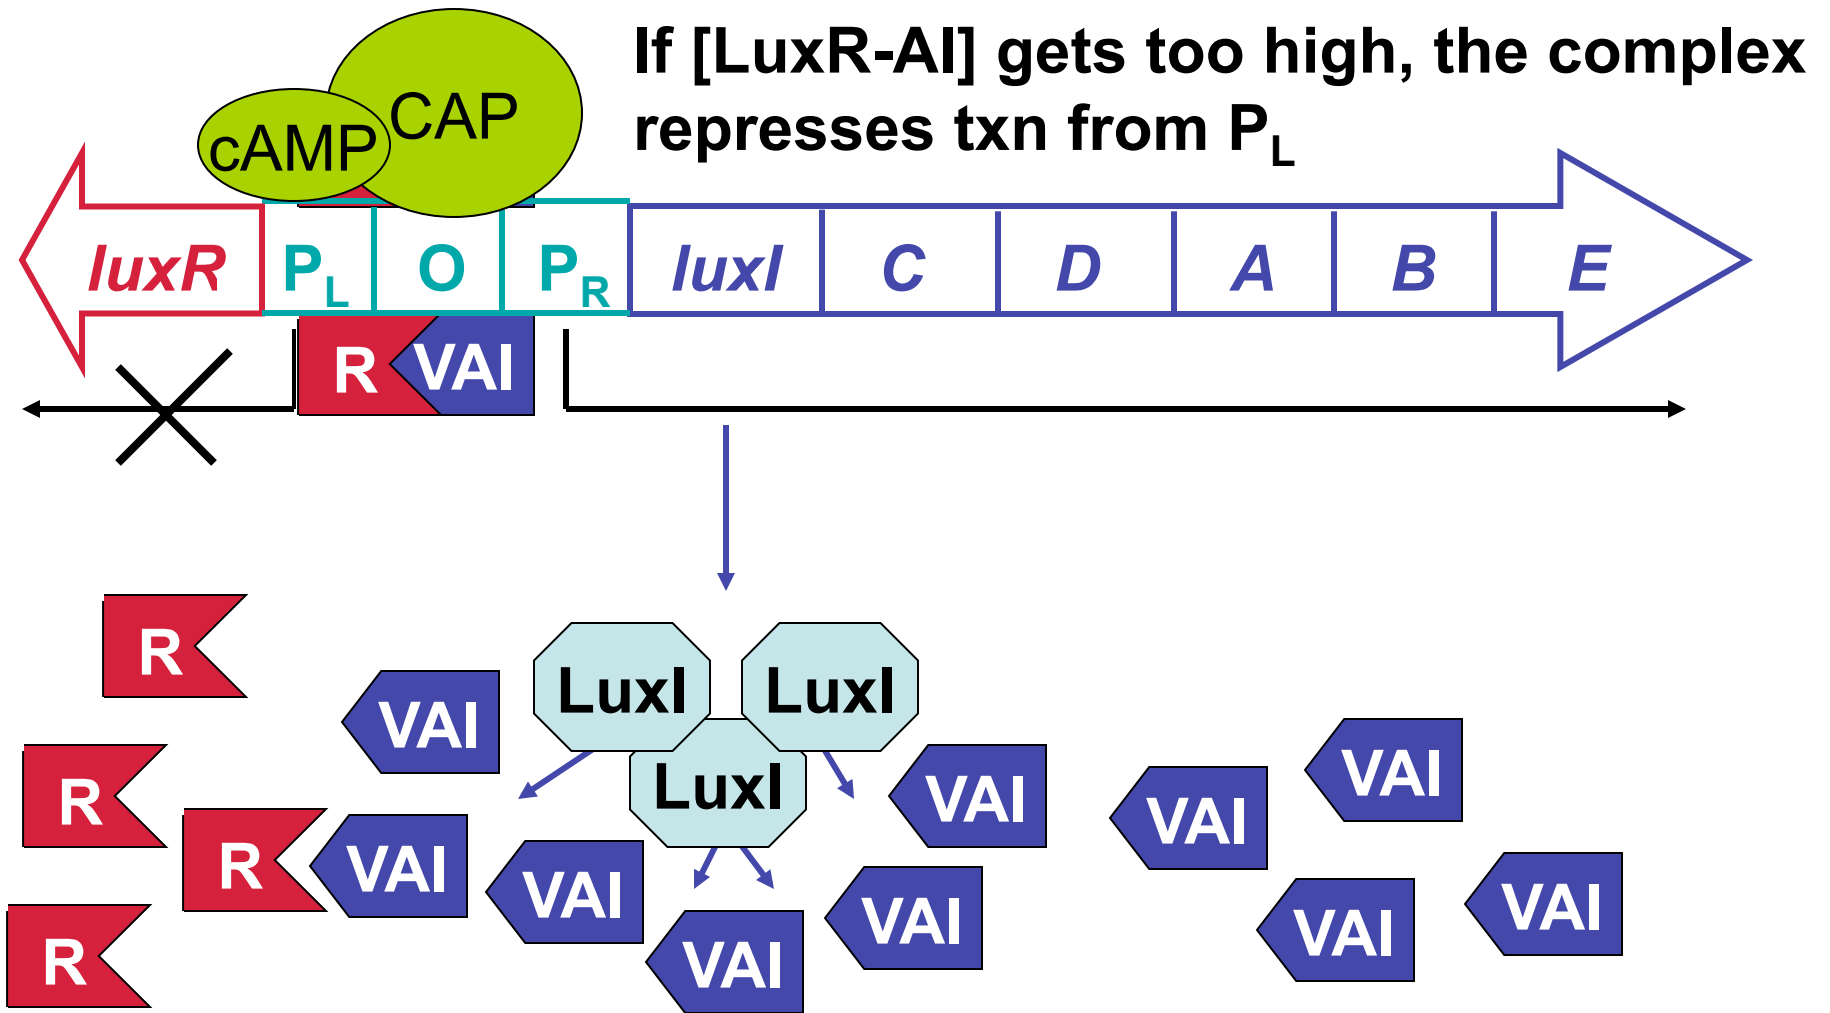 If [LuxR-AI] gets too high, the complex
represses txn from PL
cAMP CAP
luxR PL O PR luxI C D A B E
R VAI
R
LuxI LuxI
VAI
LuxI
VAI
R
VAI
VAI
R VAI
VAI
VAI
VAI
VAI
R
VAI
VAI